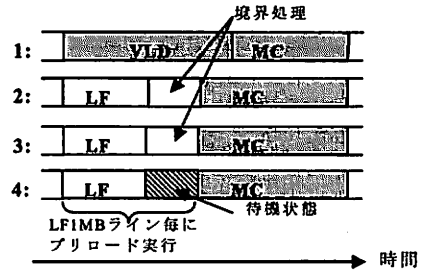 境界処理
1: VLD MC
2: LF MC
3: LF MC
4: LF MC
待機状態
LF1MBライン毎に
プリロード実行
時間